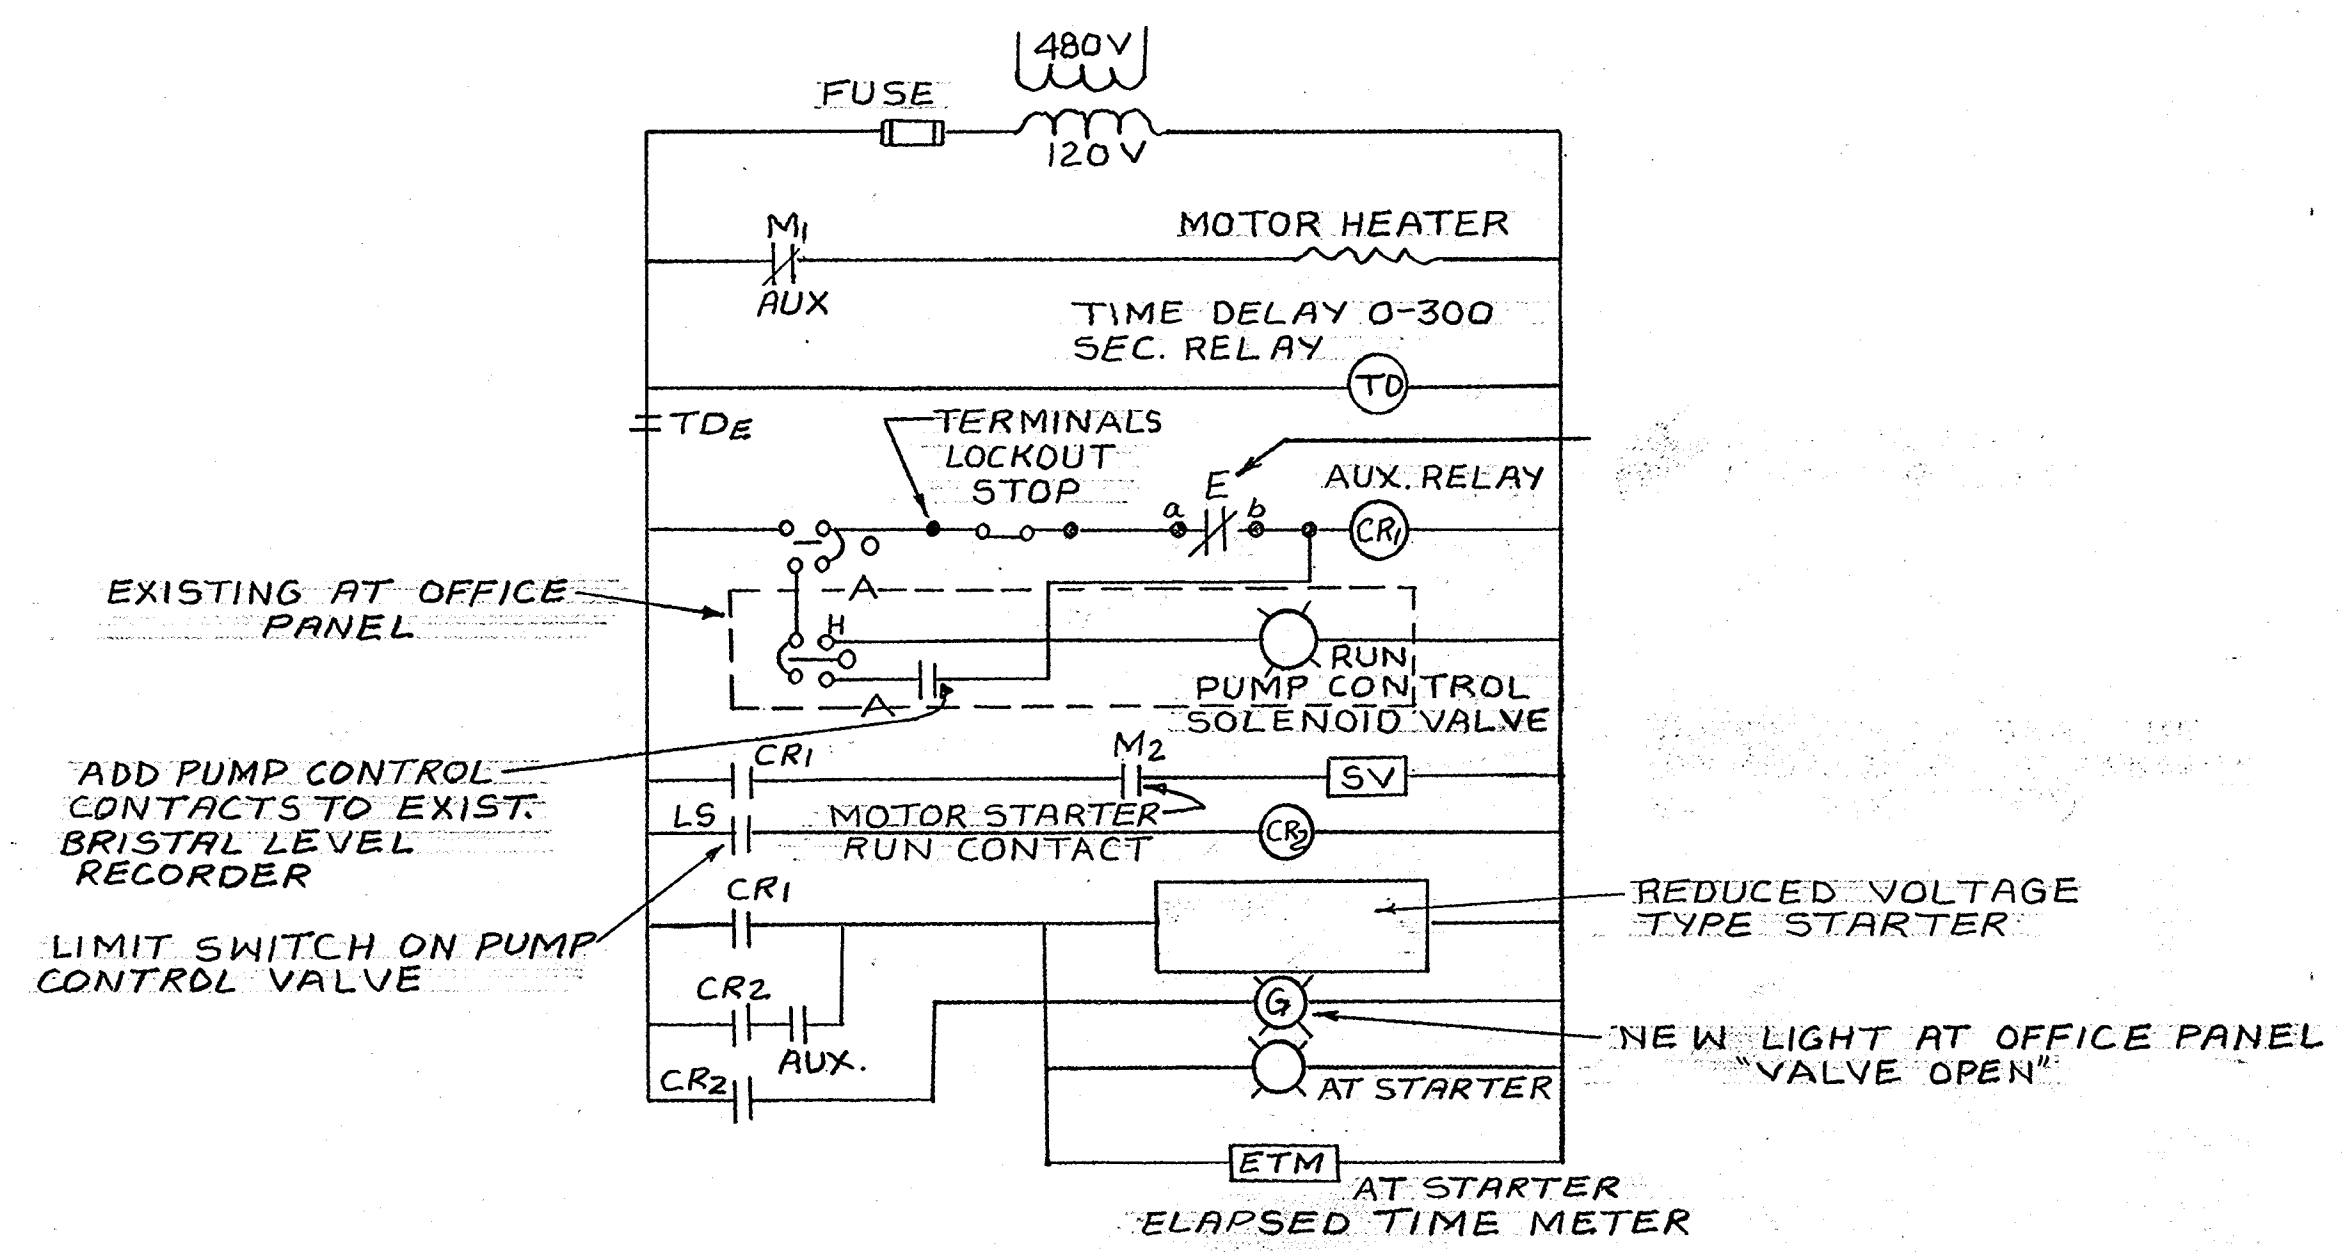 480V
FUSE
120V
M1
MOTOR HEATER
AUX
TIME DELAY 0-300
SEC. RELAY
TD
TDE
TERMINALS
LOCKOUT
STOP
E
AUX. RELAY
a
b
CR1
O
A
EXISTING AT OFFICE
PANEL
H
RUN
PUMP CONTROL
SOLENOID VALVE
A
CR1
M2
ADD PUMP CONTROL
CONTACTS TO EXIST.
BRISTAL LEVEL
RECORDER
SV
LS
MOTOR STARTER
RUN CONTACT
CR2
CR1
REDUCED VOLTAGE
TYPE STARTER
LIMIT SWITCH ON PUMP
CONTROL VALVE
CR2
G
NEW LIGHT AT OFFICE PANEL
"VALVE OPEN"
AUX.
CR2
AT STARTER
ETM
AT STARTER
ELAPSED TIME METER